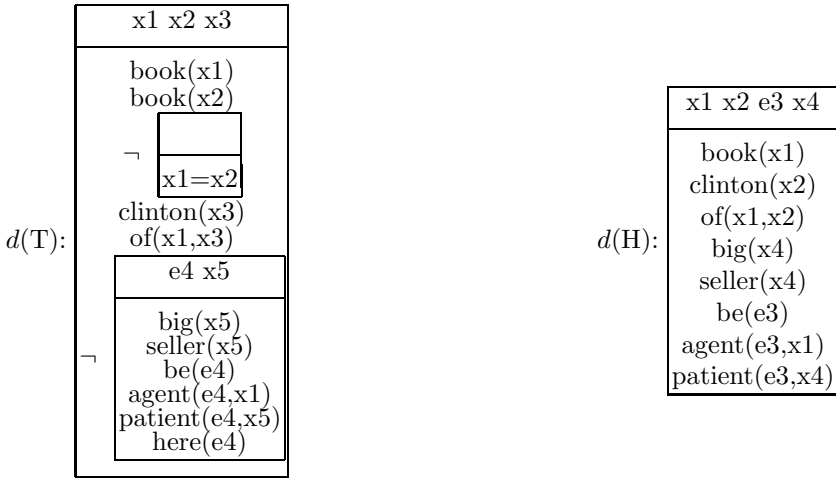 x1 x2 x3
book(x1)
book(x2)
¬
x1=x2
clinton(x3)
d(T):
of(x1,x3)
e4 x5
big(x5)
seller(x5)
¬
be(e4)
agent(e4,x1)
patient(e4,x5)
here(e4)
x1 x2 e3 x4
book(x1)
clinton(x2)
of(x1,x2)
d(H):
big(x4)
seller(x4)
be(e3)
agent(e3,x1)
patient(e3,x4)